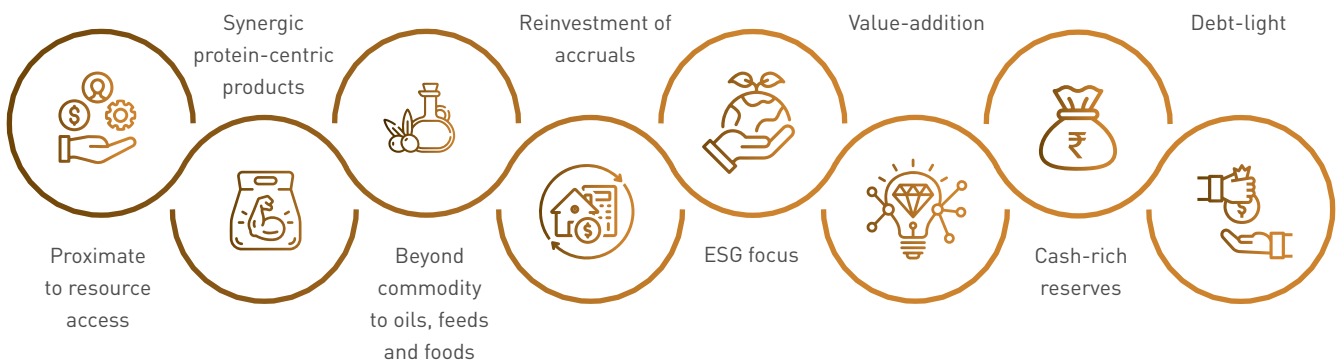 Proximate
to resource
access
Synergic
protein-centric
products
Beyond
commodity
to oils, feeds
and foods
Reinvestment of
accruals
$
ESG focus
Value-addition
₹
Cash-rich
reserves
Debt-light
$
$